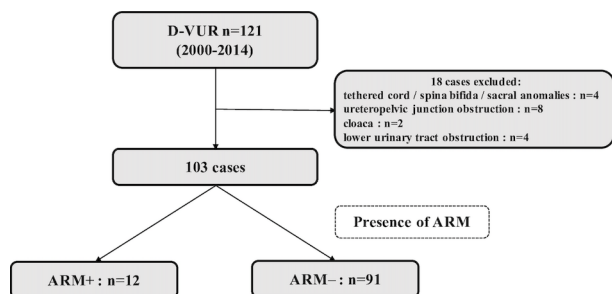 D-VUR n=121
(2000-2014)
18 cases excluded:
tethered cord / spina bifida / sacral anomalies : n=4
ureteropelvic junction obstruction : n=8
cloaca : n=2
lower urinary tract obstruction : n=4
103 cases
Presence of ARM
ARM+ : n=12
ARM− : n=91